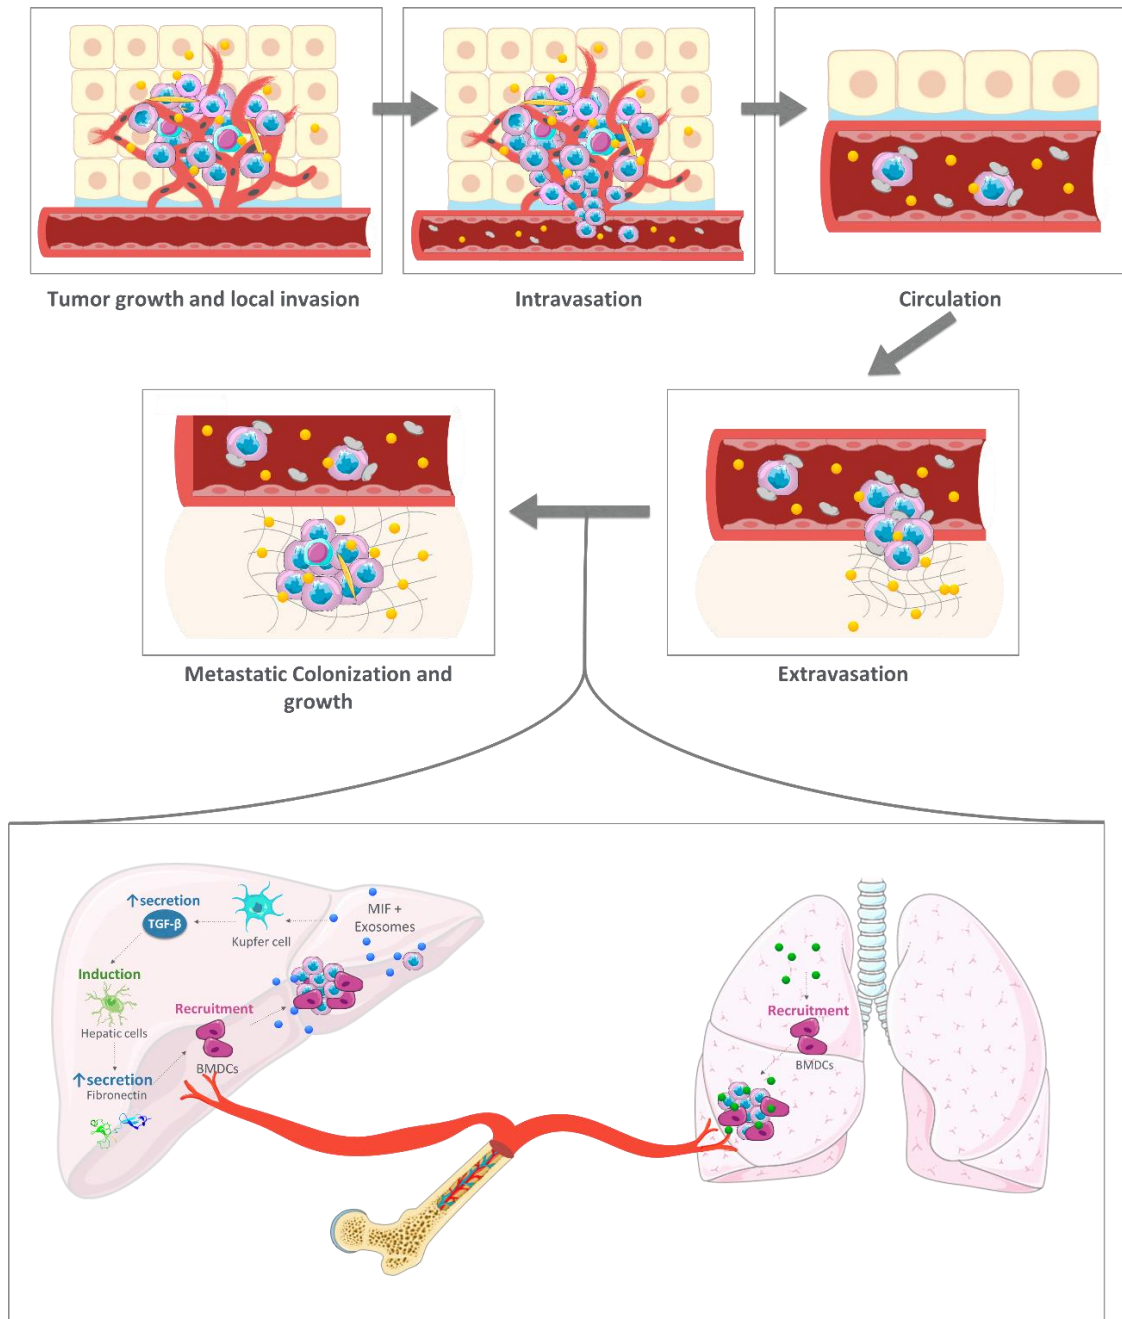 Tumor growth and local invasion
Intravasation
Circulation
Metastatic Colonization and
growth
Extravasation
↑secretion
TGF-β
Kupfer cell
MIF +
Exosomes
Induction
Hepatic cells
Recruitment
BMDCs
↑secretion
Fibronectin
Recruitment
BMDCs